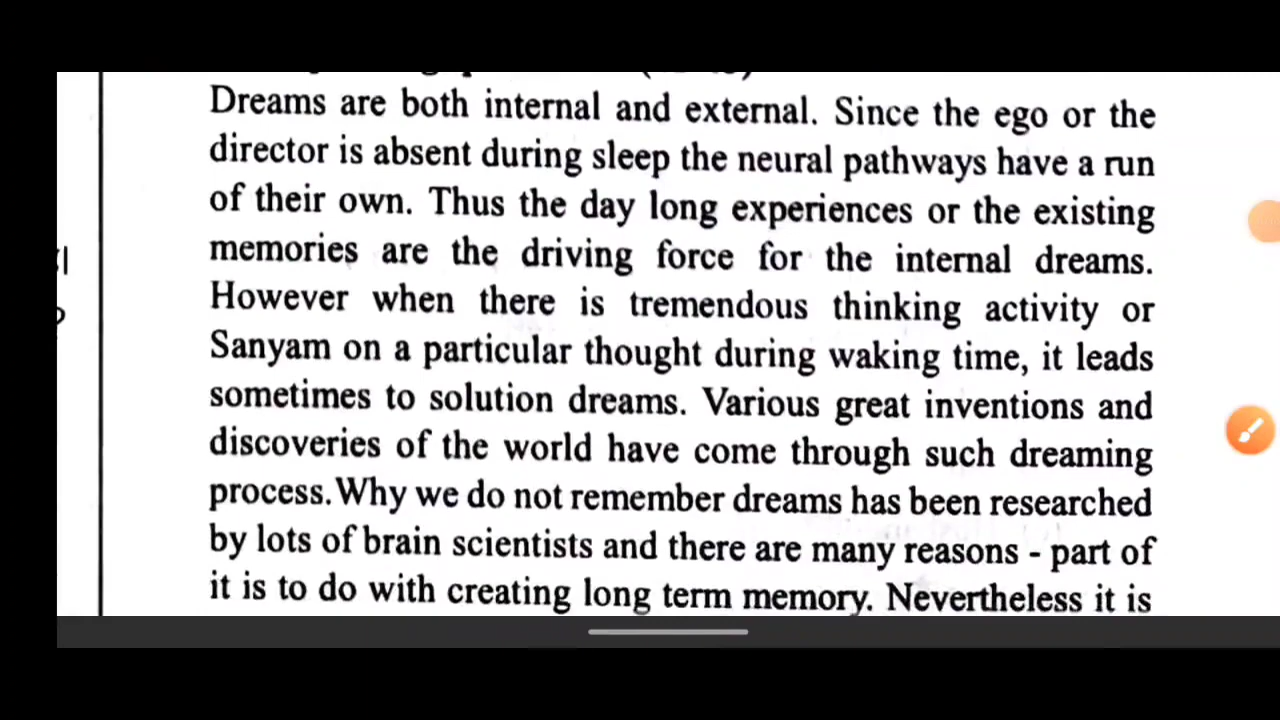 Dreams are both internal and external. Since the ego or the
director is absent during sleep the neural pathways have a run
of their own. Thus the day long experiences or the existing
memories are the driving force for the internal dreams.
However when there is tremendous thinking activity or
Sanyam on a particular thought during waking time, it leads
sometimes to solution dreams. Various great inventions and
discoveries of the world have come through such dreaming
process. Why we do not remember dreams has been researched
by lots of brain scientists and there are many reasons - part of
it is to do with creating long term memory. Nevertheless it is